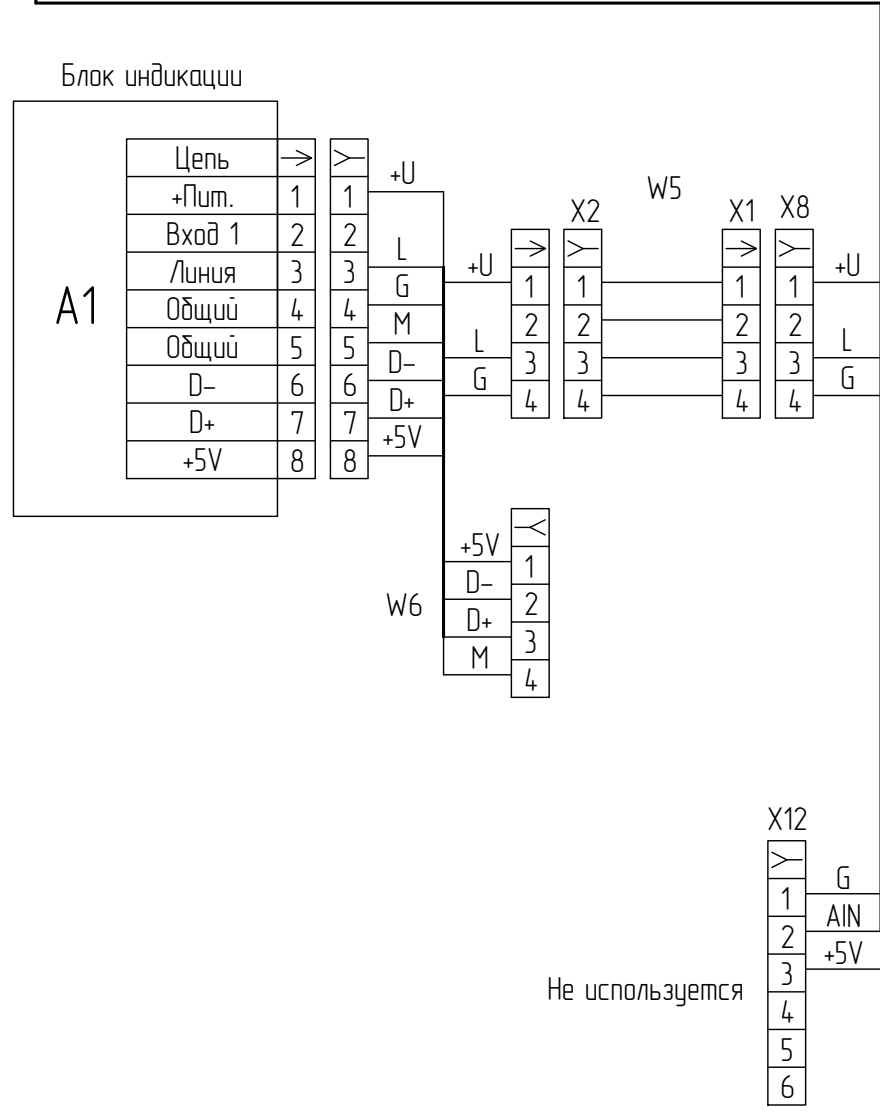 Блок индикации
A1
Цепь
+Пит. 1 1 +U
Вход 1 2 2
Линия 3 3 L
Общий 4 4 G
Общий 5 5 M
D- 6 6 D-
D+ 7 7 D+
+5V 8 8 +5V
W5
X2 X1 X8
+U 1 1 1 1 +U
2 2 2 2
L 3 3 3 3 L
G 4 4 4 4 G
W6
+5V 1
D- 2
D+ 3
M 4
X12
1 G
2 AIN
3 +5V
Не используется
4
5
6